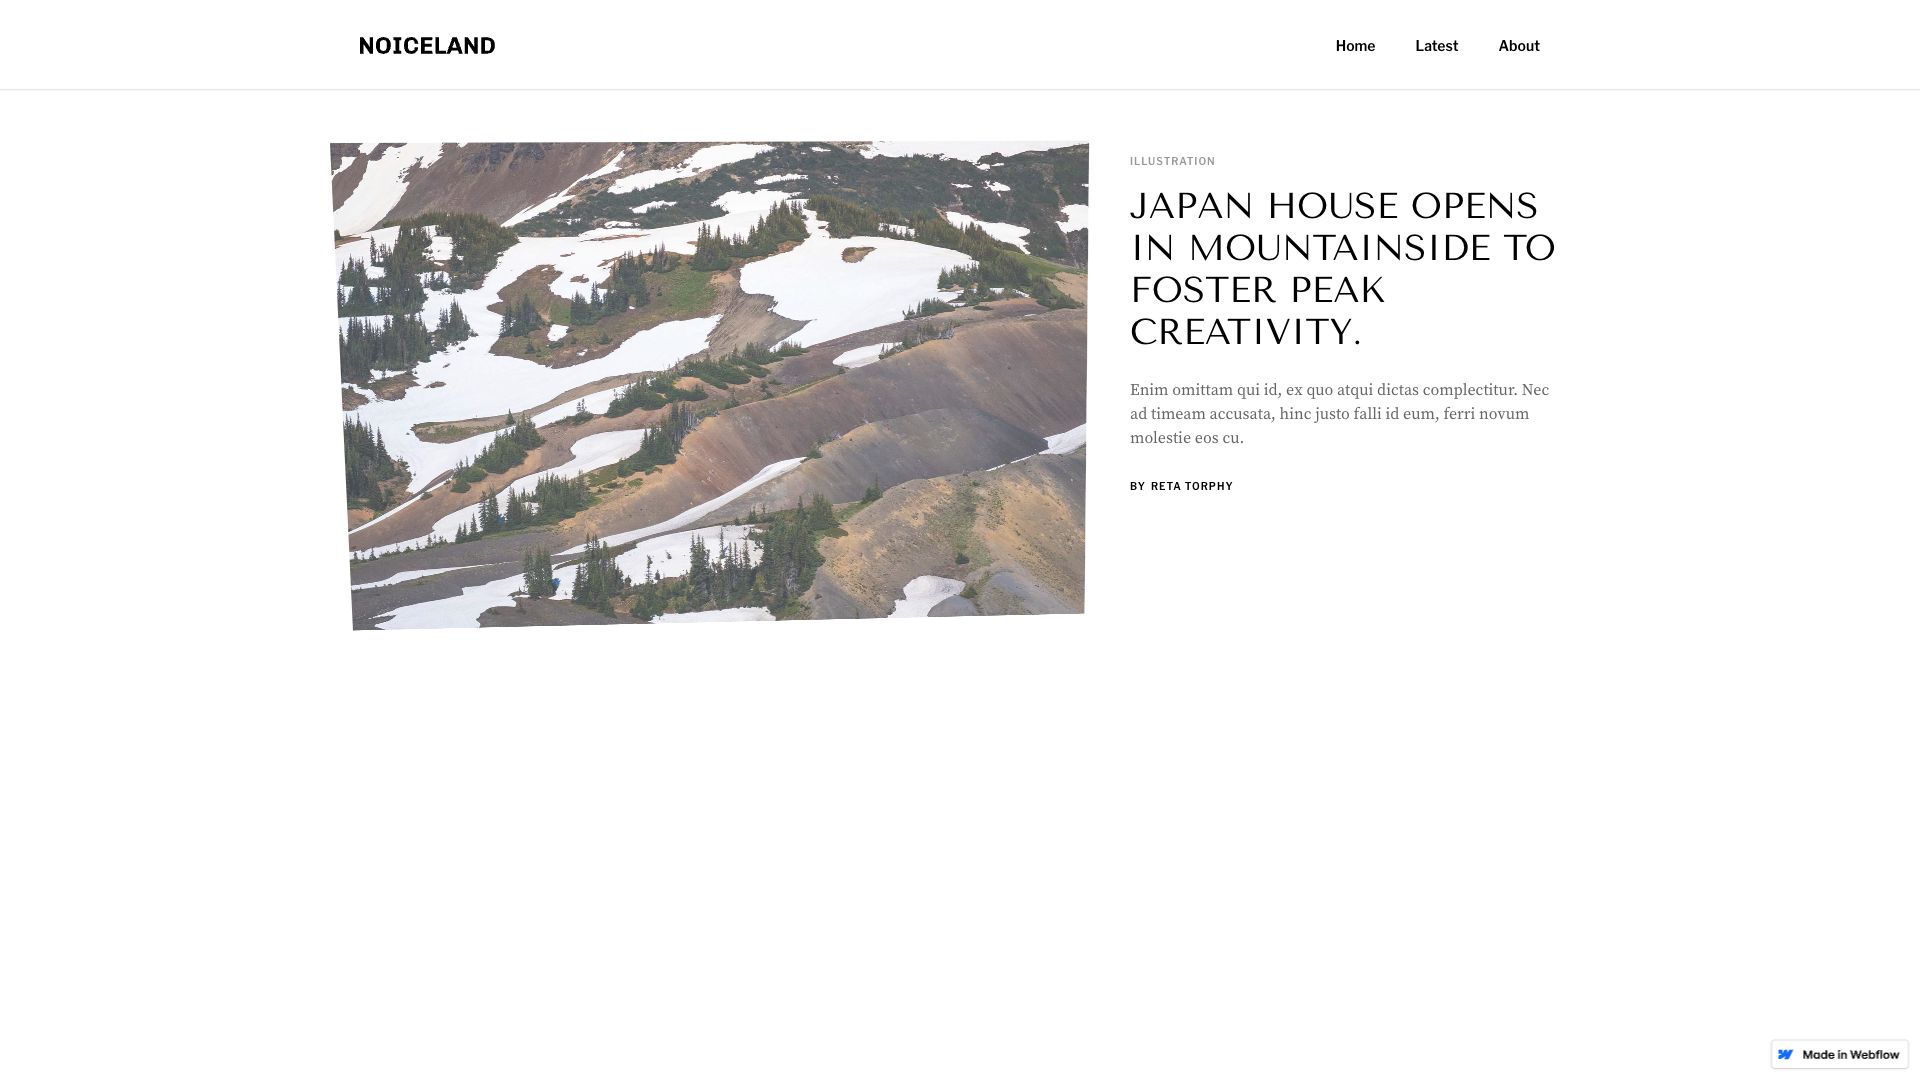 NOICELAND
Home
Latest
About
ILLUSTRATION
JAPAN HOUSE OPENS
IN MOUNTAINSIDE TO
FOSTER PEAK
CREATIVITY.
Enim omittam qui id, ex quo atqui dictas complectitur. Nec
ad timeam accusata, hinc justo falli id eum, ferri novum
molestie eos cu.
BY RETA TORPHY
Made in Webflow